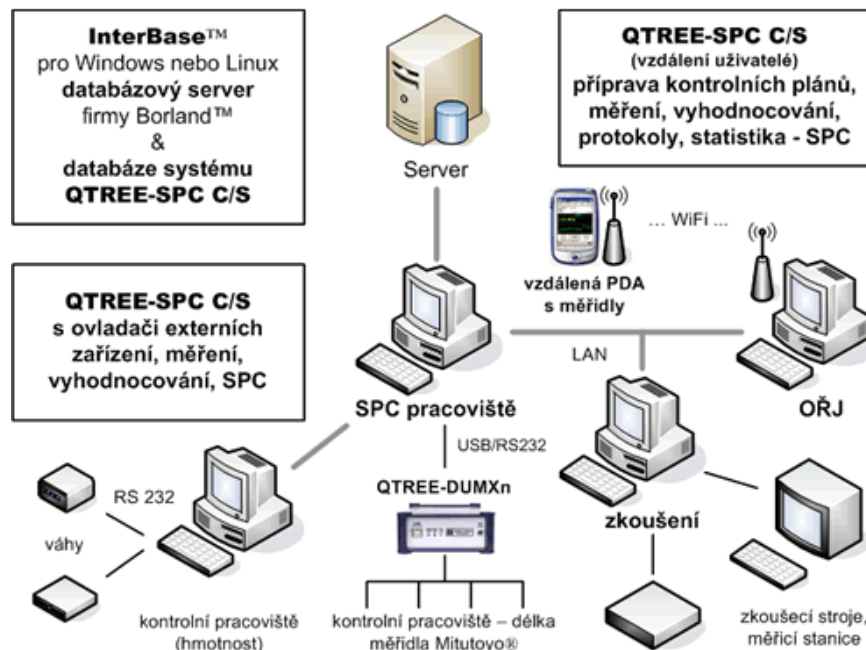 InterBase™
pro Windows nebo Linux
databázový server
firmy Borland™
&
databáze systému
QTREE-SPC C/S
Server
QTREE-SPC C/S
(vzdálení uživatelé)
příprava kontrolních plánů,
měření, vyhodnocování,
protokoly, statistika - SPC
... WiFi ...
vzdálená PDA
s měřidly
QTREE-SPC C/S
s ovladači externích
zařízení, měření,
vyhodnocování, SPC
SPC pracoviště
LAN
OŘJ
USB/RS232
RS 232
váhy
QTREE-DUMXn
zkoušení
kontrolní pracoviště
(hmotnost)
kontrolní pracoviště – délka
měřidla Mitutoyo®
zkoušecí stroje,
měřicí stanice